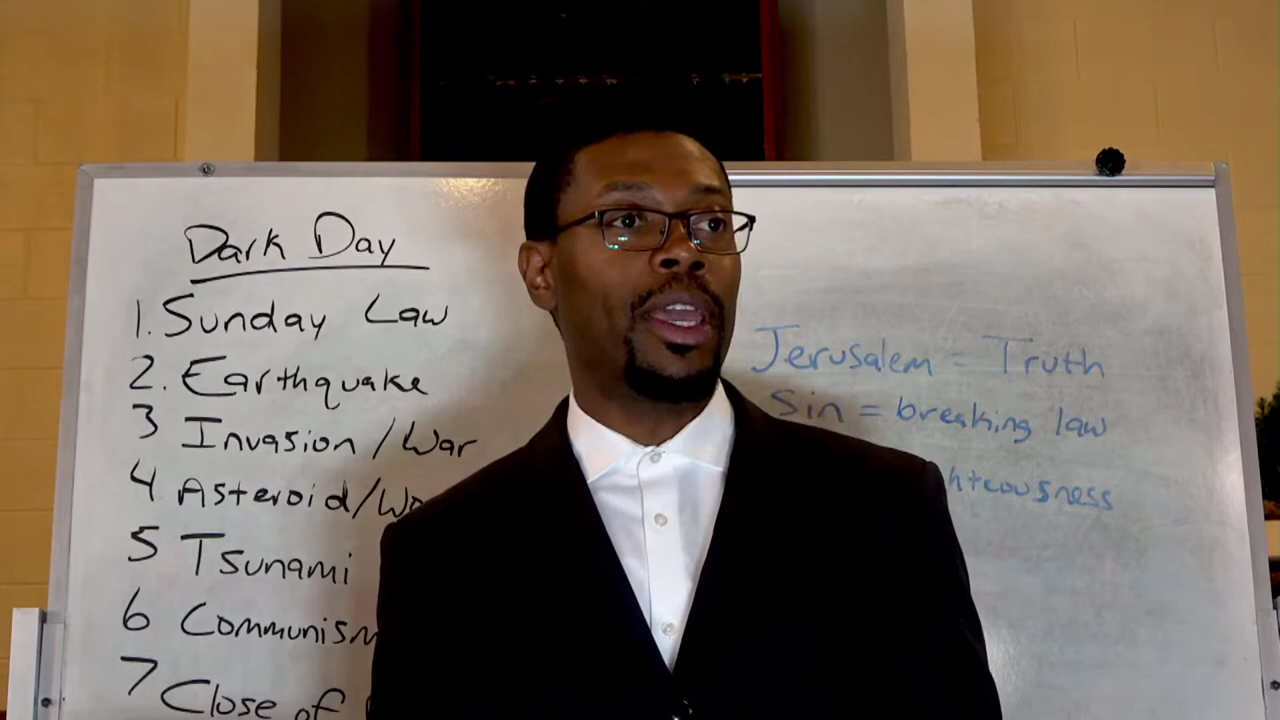 Dark Day
1. Sunday Law
2. Earthquake
3 Invasion / War
4 Asteroid/
5 Tsunami
6 Communism
7 Close of
Jerusalem = Truth
Sin = breaking law
hteousness